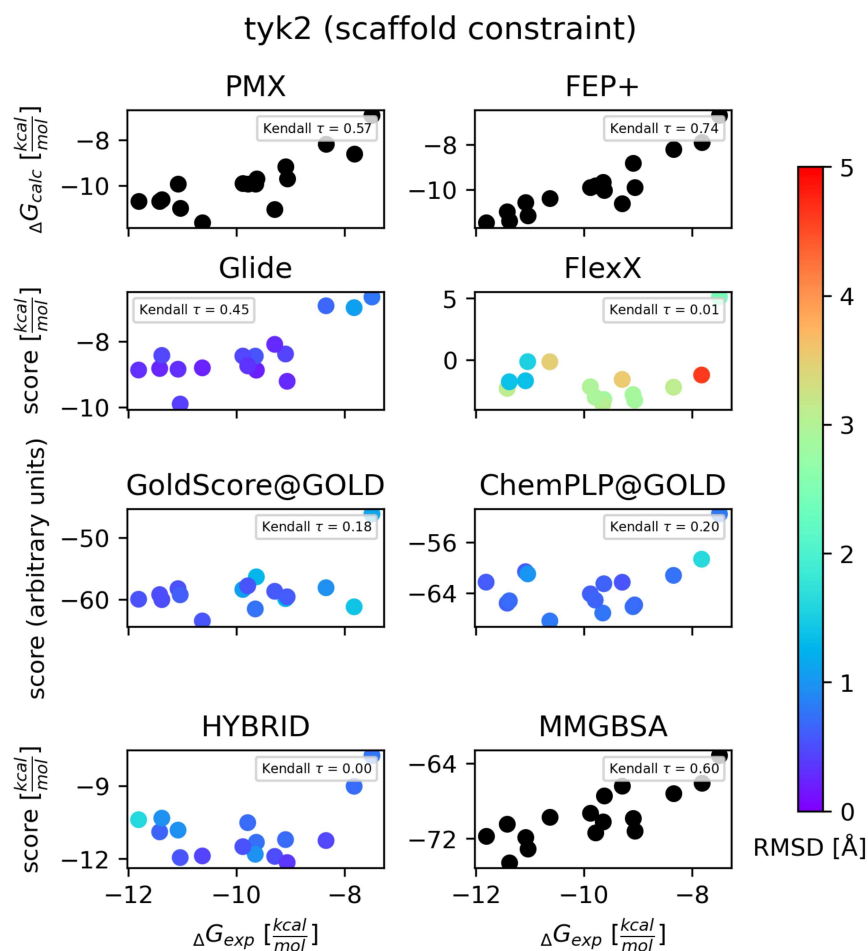 tyk2 (scaffold constraint)
PMX
FEP+
ΔG_calc [kcal/mol]
−8
−10
Kendall τ = 0.57
−8
−10
Kendall τ = 0.74
Glide
FlexX
score [kcal/mol]
−8
−10
Kendall τ = 0.45
5
0
Kendall τ = 0.01
GoldScore@GOLD
ChemPLP@GOLD
score (arbitrary units)
−50
−60
Kendall τ = 0.18
−56
−64
Kendall τ = 0.20
HYBRID
MMGBSA
score [kcal/mol]
−9
−12
Kendall τ = 0.00
−64
−72
Kendall τ = 0.60
−12 −10 −8
−12 −10 −8
ΔG_exp [kcal/mol]
ΔG_exp [kcal/mol]
5
4
3
2
1
0
RMSD [Å]